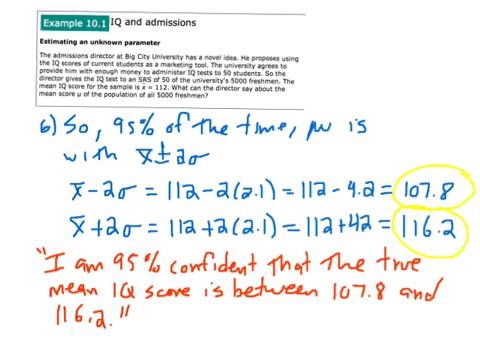 Example 10.1 IQ and admissions
Estimating an unknown parameter
The admissions director at Big City University has a novel idea. He proposes using
the IQ scores of current students as a marketing tool. The university agrees to
provide him with enough money to administer IQ tests to 50 students. So the
director gives the IQ test to an SRS of 50 of the university's 5000 freshmen. The
mean IQ score for the sample is x̄ = 112. What can the director say about the
mean score μ of the population of all 5000 freshmen?
6) So, 95% of the time, μ is
with x̄ ± 2σ
x̄ - 2σ = 112 - 2(2.1) = 112 - 4.2 = 107.8
x̄ + 2σ = 112 + 2(2.1) = 112 + 42 = 116.2
"I am 95% confident that the true
mean IQ score is between 107.8 and
116.2."